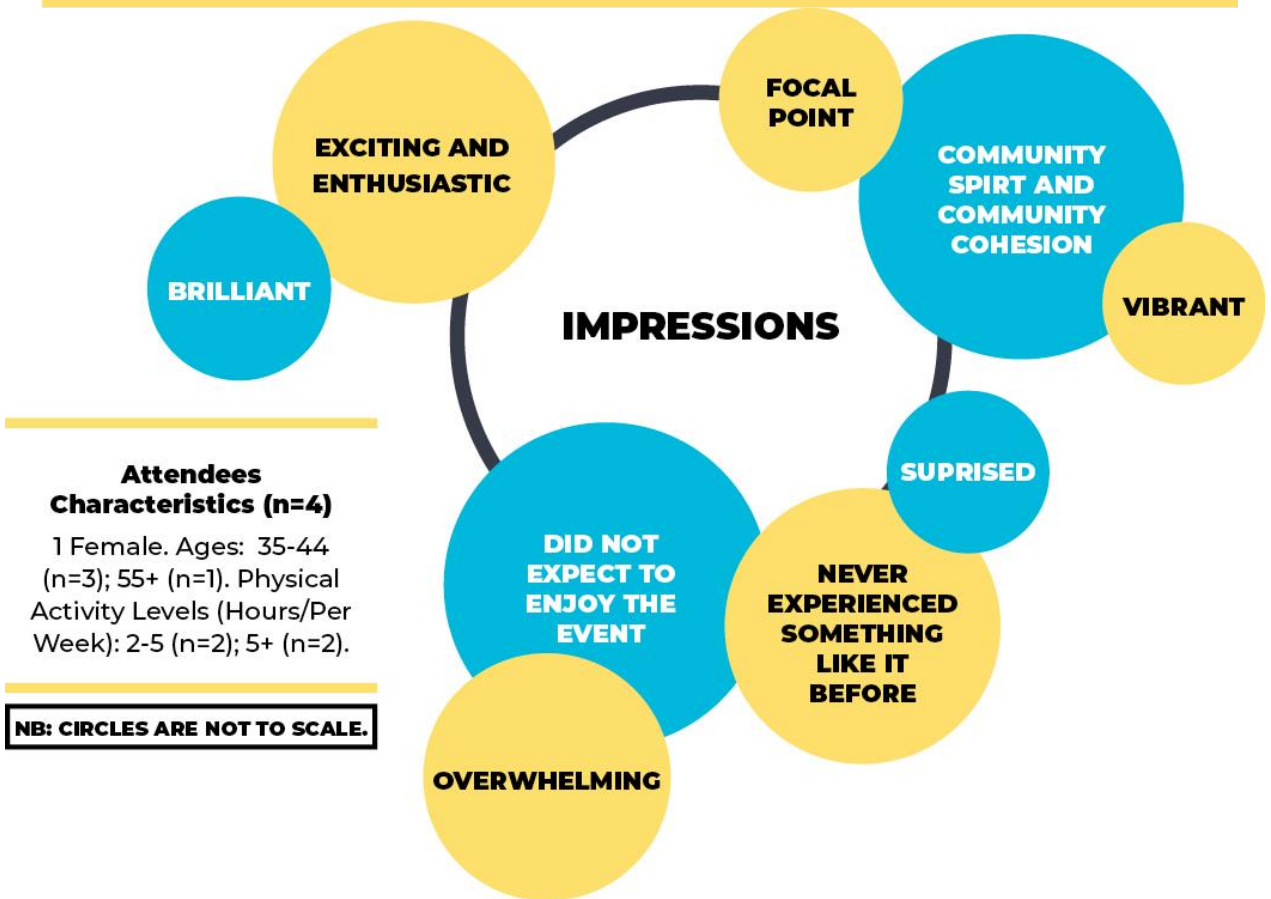 FOCAL
POINT
EXCITING AND
ENTHUSIASTIC
COMMUNITY
SPIRT AND
COMMUNITY
COHESION
BRILLIANT
VIBRANT
IMPRESSIONS
SUPRISED
Attendees
Characteristics (n=4)
1 Female. Ages: 35-44
(n=3); 55+ (n=1). Physical
Activity Levels (Hours/Per
Week): 2-5 (n=2); 5+ (n=2).
NB: CIRCLES ARE NOT TO SCALE.
DID NOT
EXPECT TO
ENJOY THE
EVENT
NEVER
EXPERIENCED
SOMETHING
LIKE IT
BEFORE
OVERWHELMING